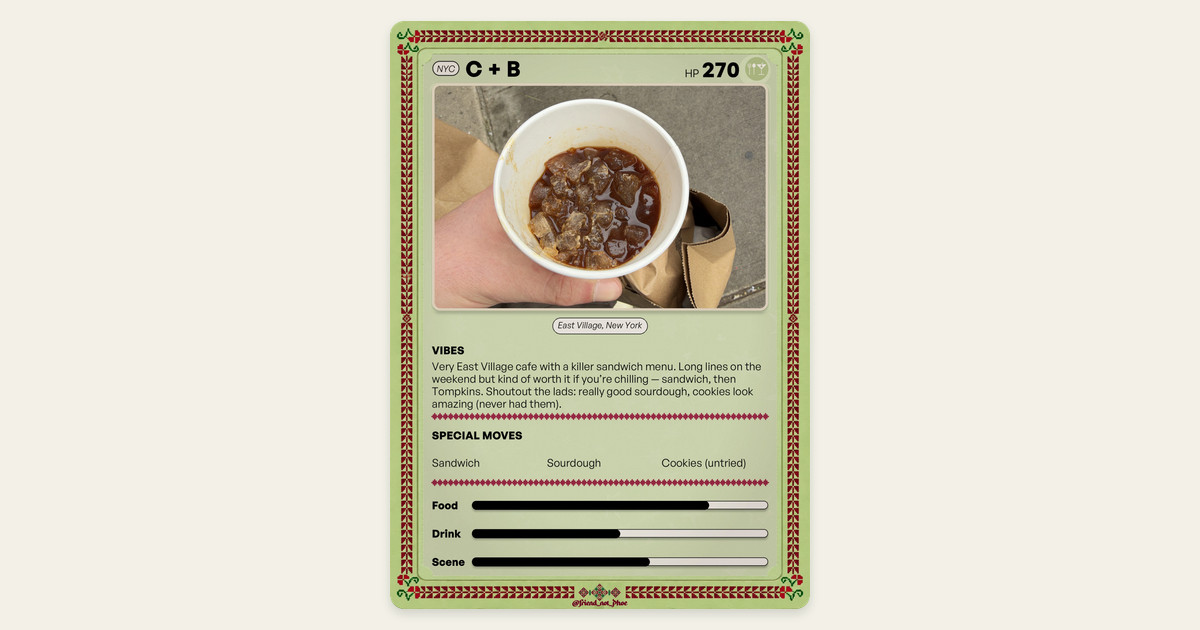 NYC C + B HP 270
East Village, New York
VIBES
Very East Village cafe with a killer sandwich menu. Long lines on the
weekend but kind of worth it if you're chilling — sandwich, then
Tompkins. Shoutout the lads: really good sourdough, cookies look
amazing (never had them).
SPECIAL MOVES
Sandwich Sourdough Cookies (untried)
Food
Drink
Scene
@friend_not_phoe